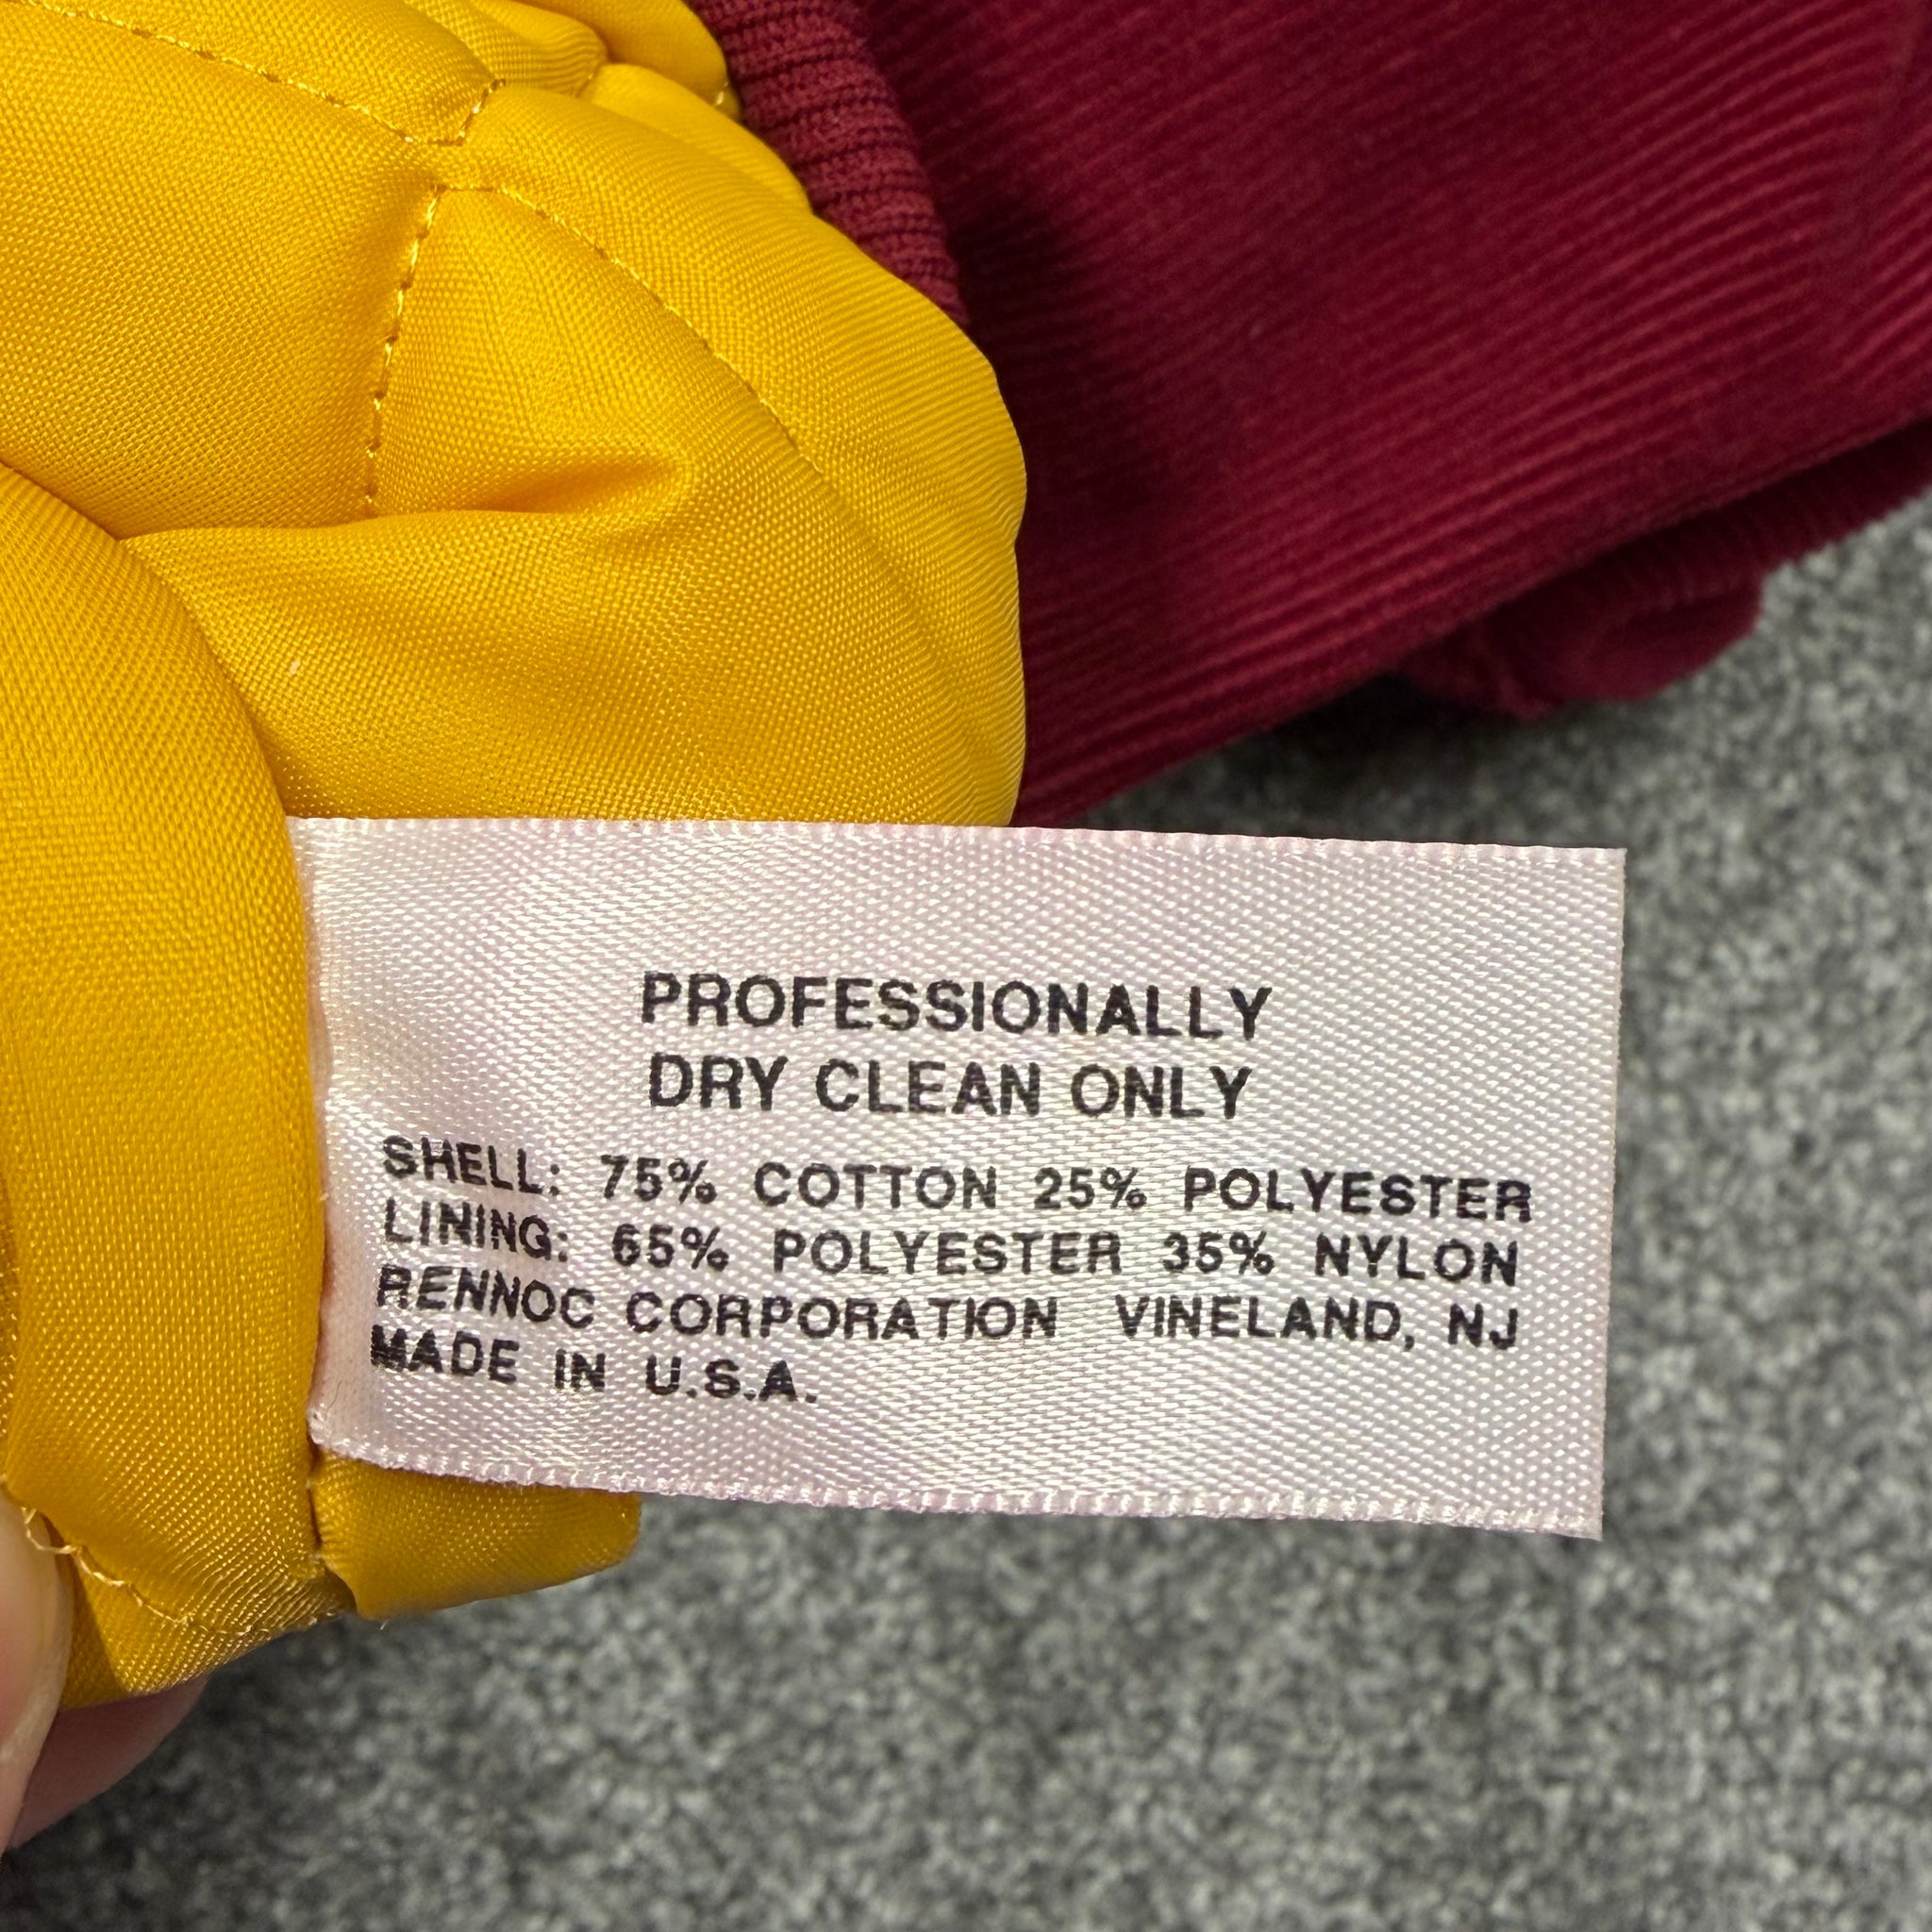 PROFESSIONALLY
DRY CLEAN ONLY
SHELL: 75% COTTON 25% POLYESTER
LINING: 65% POLYESTER 35% NYLON
RENNOC CORPORATION VINELAND, NJ
MADE IN U.S.A.